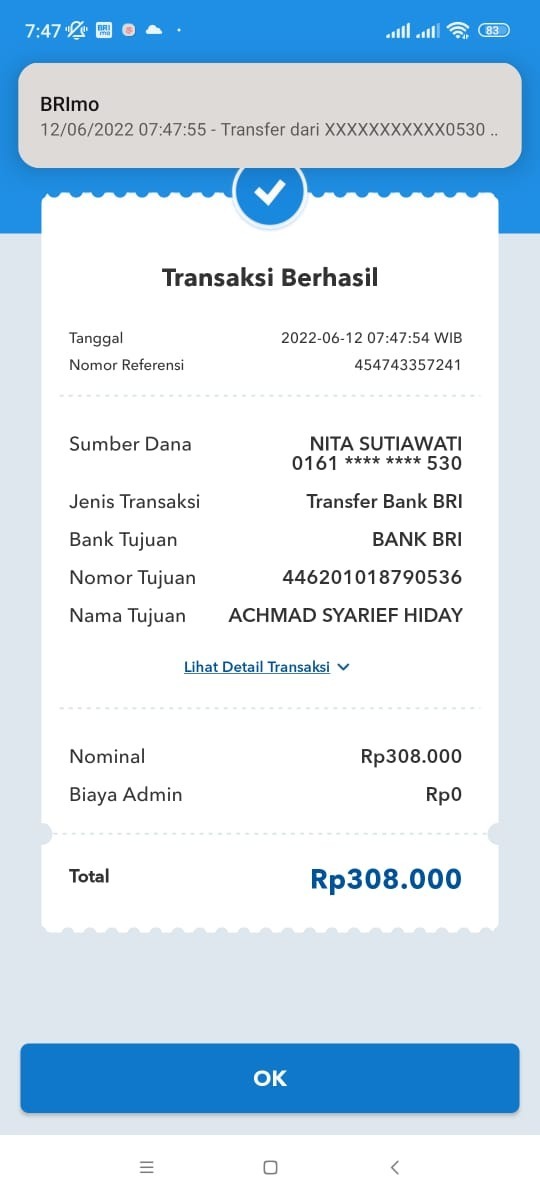 7:47
BRI
mo
83
BRImo
12/06/2022 07:47:55 - Transfer dari XXXXXXXXXXX0530 ..
Transaksi Berhasil
Tanggal 2022-06-12 07:47:54 WIB
Nomor Referensi 454743357241
Sumber Dana NITA SUTIAWATI
0161 **** **** 530
Jenis Transaksi Transfer Bank BRI
Bank Tujuan BANK BRI
Nomor Tujuan 446201018790536
Nama Tujuan ACHMAD SYARIEF HIDAY
Lihat Detail Transaksi
Nominal Rp308.000
Biaya Admin Rp0
Total Rp308.000
OK